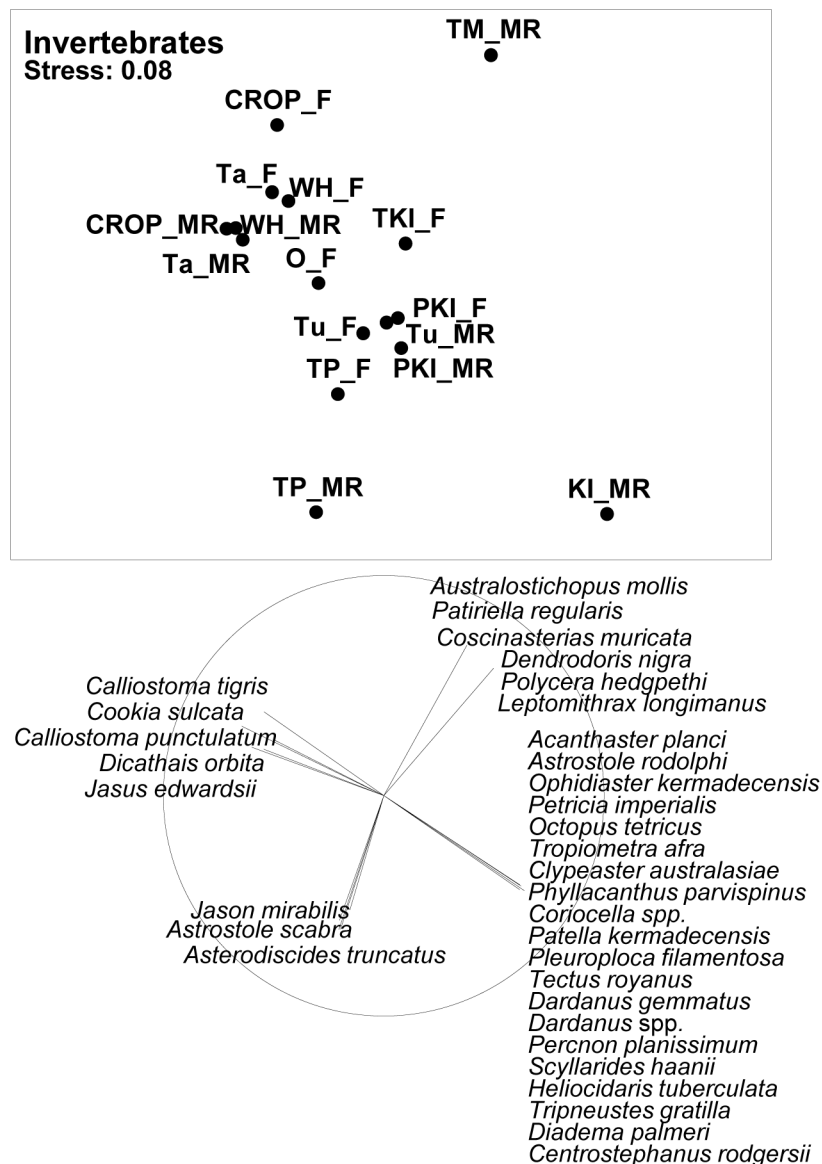 Invertebrates
Stress: 0.08
TM_MR
CROP_F
Ta_F
WH_F
CROP_MR
WH_MR
TKI_F
Ta_MR
O_F
PKI_F
Tu_F
Tu_MR
TP_F
PKI_MR
TP_MR
KI_MR
Australostichopus mollis
Patiriella regularis
Coscinasterias muricata
Dendrodoris nigra
Polycera hedgpethi
Leptomithrax longimanus
Calliostoma tigris
Cookia sulcata
Calliostoma punctulatum
Dicathais orbita
Jasus edwardsii
Acanthaster planci
Astrostole rodolphi
Ophidiaster kermadecensis
Petricia imperialis
Octopus tetricus
Tropiometra afra
Clypeaster australasiae
Phyllacanthus parvispinus
Coriocella spp.
Patella kermadecensis
Pleuroploca filamentosa
Tectus royanus
Dardanus gemmatus
Dardanus spp.
Percnon planissimum
Scyllarides haanii
Heliocidaris tuberculata
Tripneustes gratilla
Diadema palmeri
Centrostephanus rodgersii
Jason mirabilis
Astrostole scabra
Asterodiscides truncatus